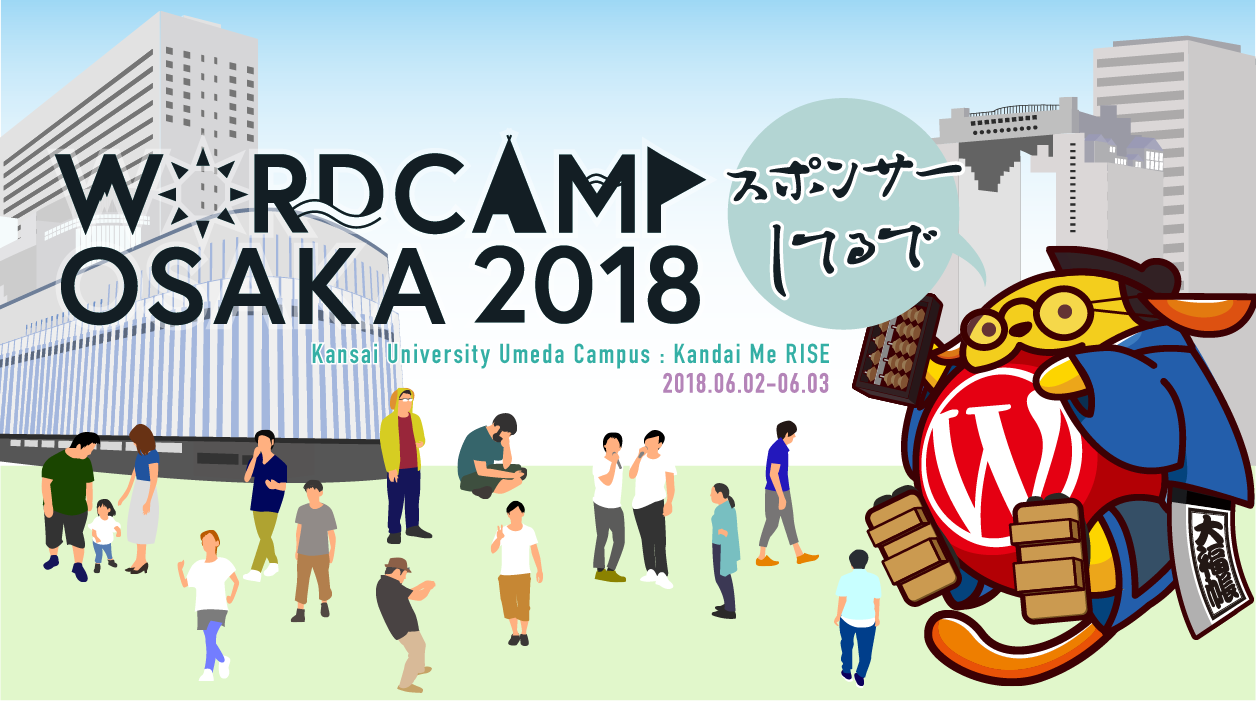 WORDCAMP
OSAKA 2018
スポンサー
してるで
Kansai University Umeda Campus : Kandai Me RISE
2018.06.02-06.03
W
大福帳